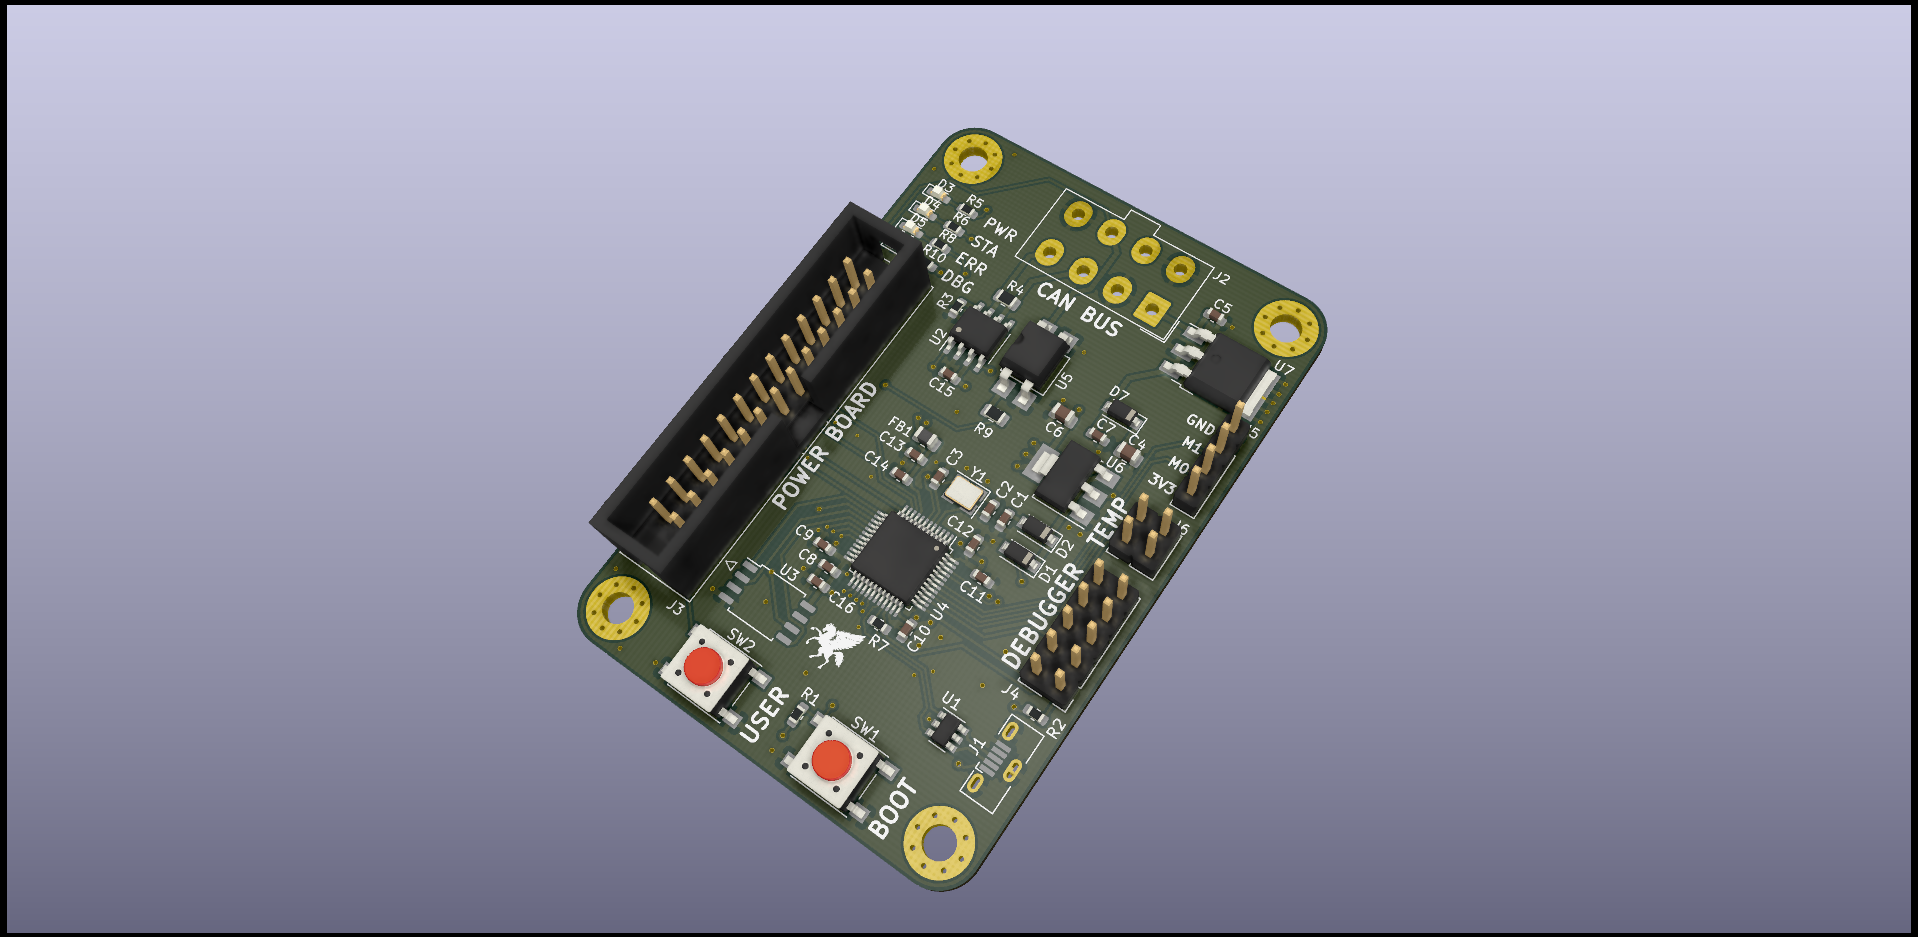 D3
R5
D4
R6
D5
R8
R10
PWR
STA
ERR
DBG
J2
CAN BUS
C5
R4
R3
U2
U5
U7
C15
D7
R9
C6
C7
C4
GND
M1
M0
3V3
POWER BOARD
FB1
C13
C14
C3
Y1
C2
C1
U6
TEMP
C12
D2
D1
C9
C8
U3
C16
C11
U4
C10
R7
DEBUGGER
J3
SW2
USER
R1
SW1
BOOT
U1
J1
J4
R2